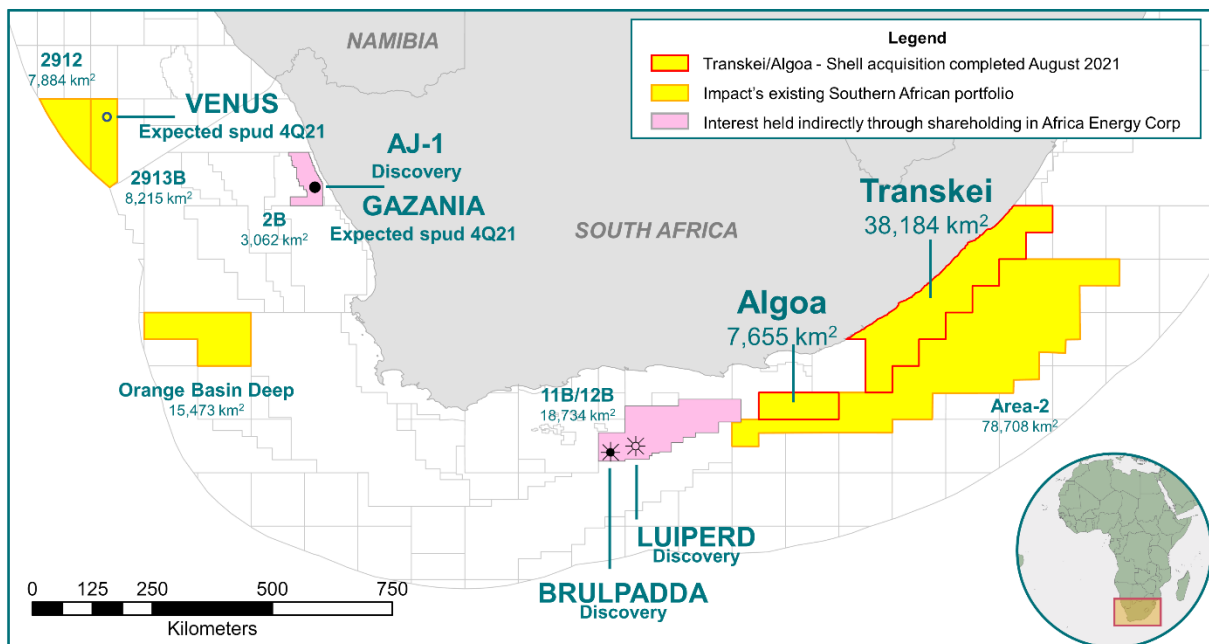 NAMIBIA
2912
7,884 km²
VENUS
Expected spud 4Q21
2913B
8,215 km²
AJ-1
Discovery
GAZANIA
Expected spud 4Q21
2B
3,062 km²
SOUTH AFRICA
Legend
Transkei/Algoa - Shell acquisition completed August 2021
Impact's existing Southern African portfolio
Interest held indirectly through shareholding in Africa Energy Corp
Transkei
38,184 km²
Algoa
7,655 km²
Orange Basin Deep
15,473 km²
11B/12B
18,734 km²
Area-2
78,708 km²
LUIPERD
Discovery
BRULPADDA
Discovery
0 125 250 500 750
Kilometers